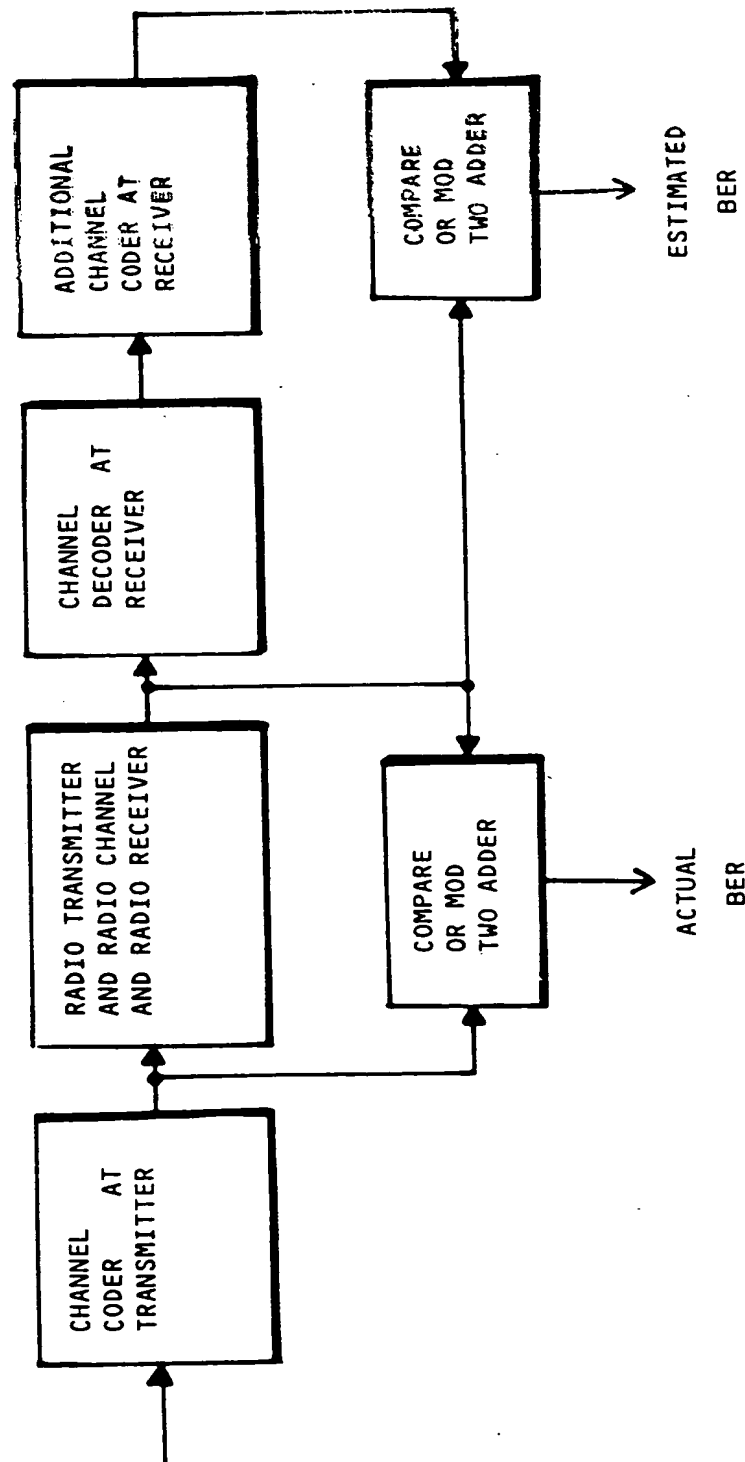 CHANNEL
CODER AT
TRANSMITTER
RADIO TRANSMITTER
AND RADIO CHANNEL
AND RADIO RECEIVER
CHANNEL
DECODER AT
RECEIVER
ADDITIONAL
CHANNEL
CODER AT
RECEIVER
COMPARE
OR MOD
TWO ADDER
COMPARE
OR MOD
TWO ADDER
ACTUAL
BER
ESTIMATED
BER